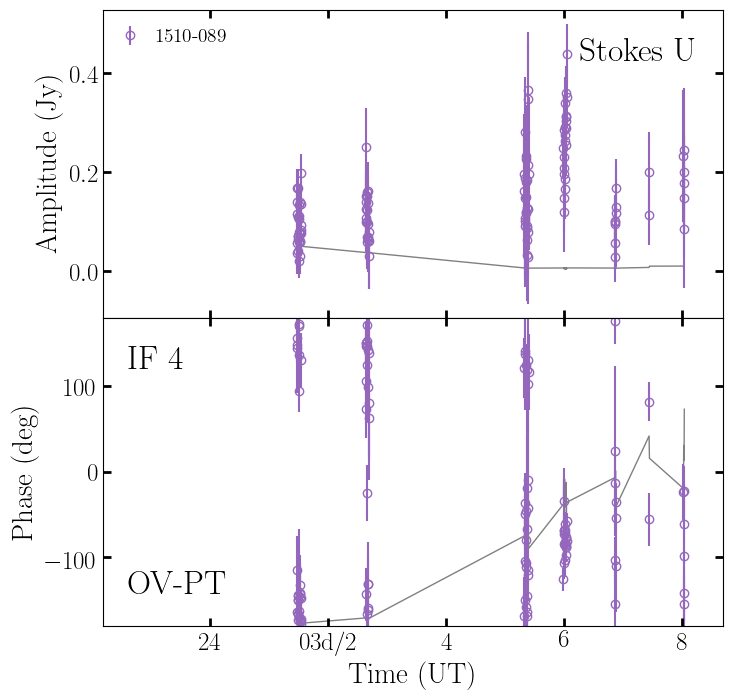 1510-089
Stokes U
0.4
0.2
0.0
Amplitude (Jy)
IF 4
100
0
−100
Phase (deg)
OV-PT
24 03d/2 4 6 8
Time (UT)